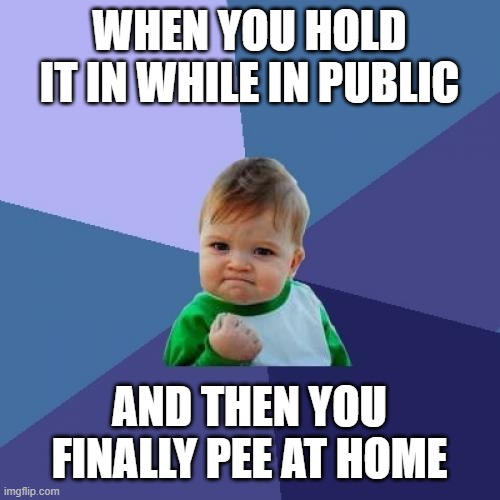 WHEN YOU HOLD
IT IN WHILE IN PUBLIC
AND THEN YOU
FINALLY PEE AT HOME
imgflip.com